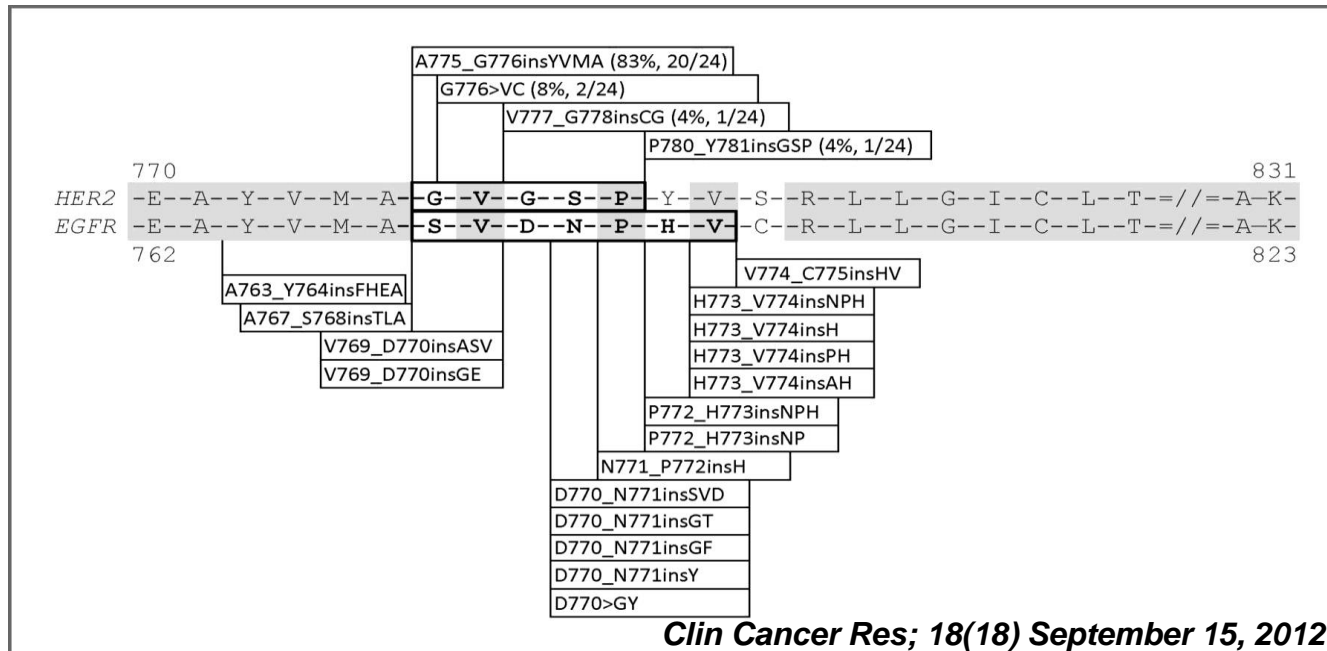 A775_G776insYVMA (83%, 20/24)
G776>VC (8%, 2/24)
V777_G778insCG (4%, 1/24)
P780_Y781insGSP (4%, 1/24)
770 831
HER2 -E--A--Y--V--M--A--G--V--G--S--P--Y--V--S--R--L--L--G--I--C--L--T-=//=-A—K-
EGFR -E--A--Y--V--M--A--S--V--D--N--P--H--V--C--R--L--L--G--I--C--L--T-=//=-A—K-
762 823
V774_C775insHV
A763_Y764insFHEA
H773_V774insNPH
A767_S768insTLA
H773_V774insH
V769_D770insASV
H773_V774insPH
V769_D770insGE
H773_V774insAH
P772_H773insNPH
P772_H773insNP
N771_P772insH
D770_N771insSVD
D770_N771insGT
D770_N771insGF
D770_N771insY
D770>GY
Clin Cancer Res; 18(18) September 15, 2012